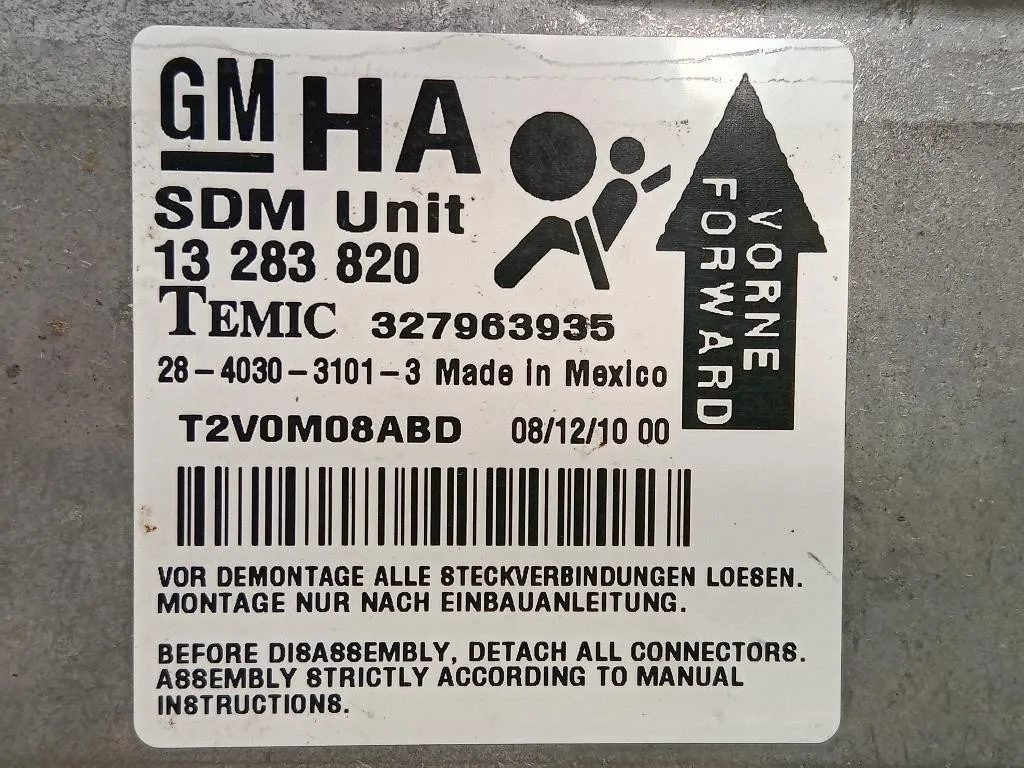 GM HA
SDM Unit
13 283 820
TEMIC 327963935
28-4030-3101-3 Made in Mexico
T2V0M08ABD 08/12/10 00
VORNE
FORWARD
VOR DEMONTAGE ALLE STECKVERBINDUNGEN LOESEN.
MONTAGE NUR NACH EINBAUANLEITUNG.
BEFORE DISASSEMBLY, DETACH ALL CONNECTORS.
ASSEMBLY STRICTLY ACCORDING TO MANUAL
INSTRUCTIONS.